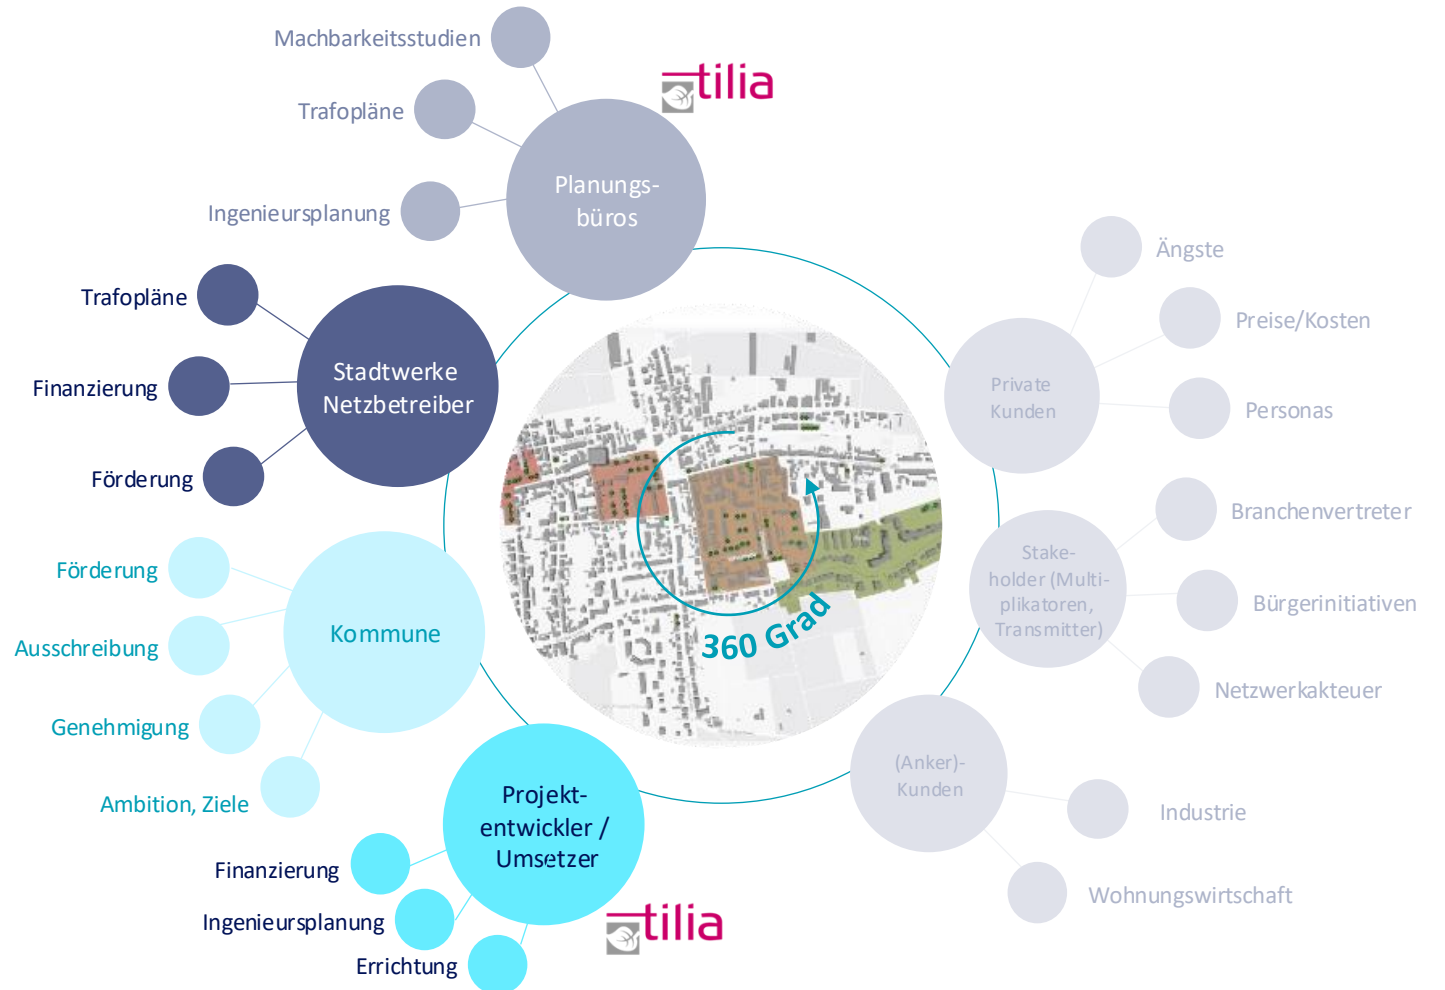 Machbarkeitsstudien
Trafopläne
Ingenieursplanung
tilia
Planungs-
büros
Trafopläne
Finanzierung
Förderung
Stadtwerke
Netzbetreiber
Förderung
Ausschreibung
Genehmigung
Ambition, Ziele
Kommune
Projekt-
entwickler /
Umsetzer
Finanzierung
Ingenieursplanung
Errichtung
tilia
360 Grad
Private
Kunden
Ängste
Preise/Kosten
Personas
Stake-
holder (Multi-
plikatoren,
Transmitter)
Branchenvertreter
Bürgerinitiativen
Netzwerkakteuer
(Anker)-
Kunden
Industrie
Wohnungswirtschaft